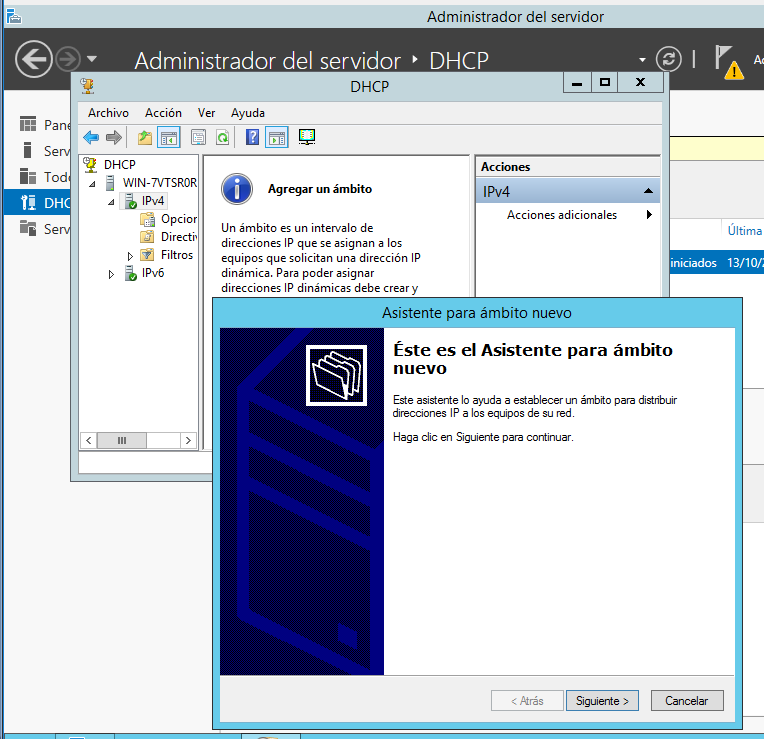 Administrador del servidor
Administrador del servidor DHCP
DHCP
Archivo Acción Ver Ayuda
DHCP
WIN-7VTSR0R
IPv4
Filtros
IPv6
Agregar un ámbito
Un ámbito es un intervalo de
direcciones IP que se asignan a los
equipos que solicitan una dirección IP
dinámica. Para poder asignar
direcciones IP dinámicas debe crear y
Acciones
IPv4
Acciones adicionales
Última
iniciados 13/10/
Asistente para ámbito nuevo
Éste es el Asistente para ámbito
nuevo
Este asistente lo ayuda a establecer un ámbito para distribuir
direcciones IP a los equipos de su red.
Haga clic en Siguiente para continuar.
< Atrás Siguiente > Cancelar